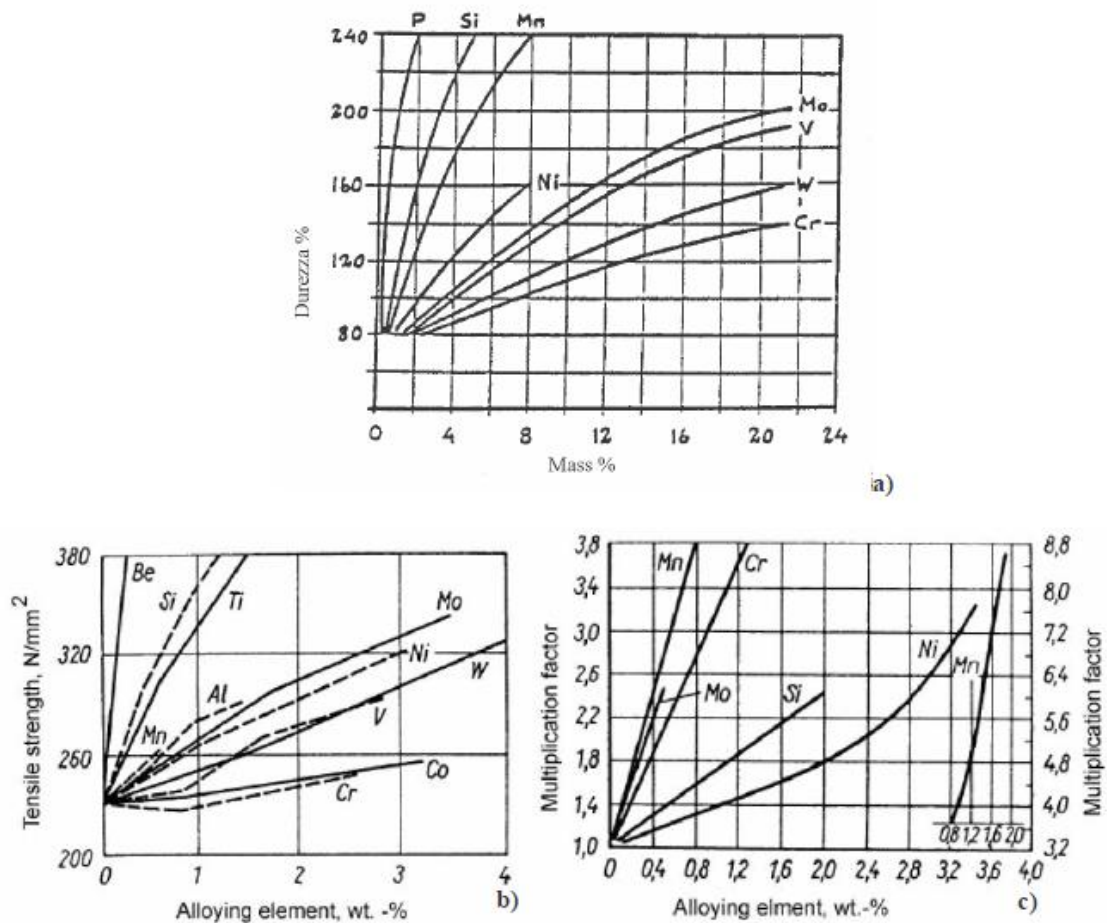 P Si Mn
240
200
160
120
80
Mo
V
Ni
W
Cr
Durezza %
0 4 8 12 16 20 24
Mass %
a)
380
320
260
200
Be
Si
Ti
Mo
Al
Ni
W
Mn
V
Co
Cr
Tensile strength, N/mm²
0 1 2 3 4
Alloying element, wt. -%
b)
3,8
3,4
3,0
2,6
2,2
1,8
1,4
1,0
Multiplication factor
Mn
Cr
Mo
Si
Ni
Mn
8,8
8,0
7,2
6,4
5,6
4,8
4,0
3,2
Multiplication factor
0,8 1,2 1,6 2,0
0 0,4 0,8 1,2 1,6 2,0 2,4 2,8 3,2 3,6 4,0
Alloying elment, wt.-%
c)